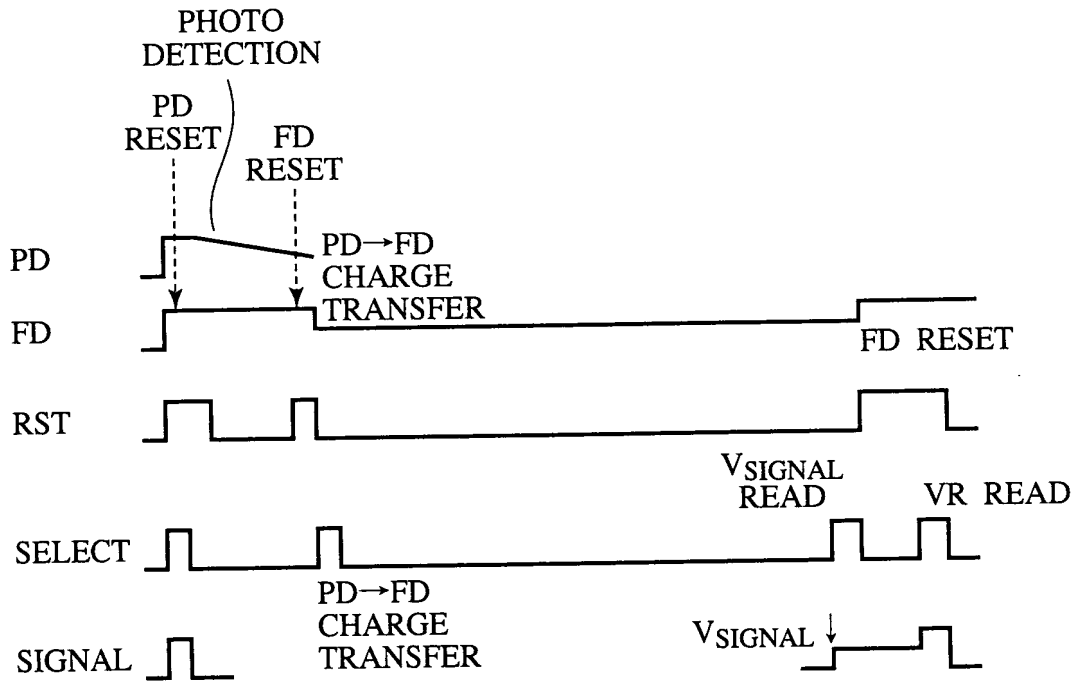 PHOTO
DETECTION
PD
RESET
FD
RESET
PD
PD→FD
CHARGE
TRANSFER
FD
FD RESET
RST
VSIGNAL
READ
VR READ
SELECT
PD→FD
CHARGE
TRANSFER
VSIGNAL
SIGNAL